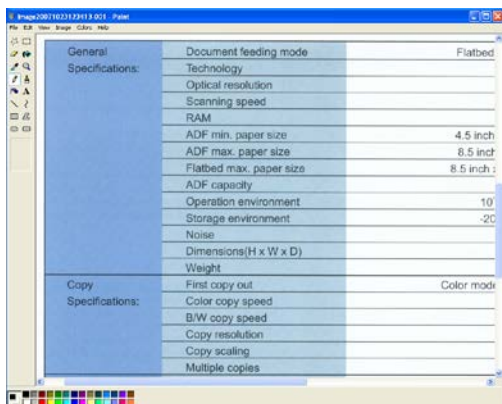 Image20071023123413-001 - Paint
File Edit View Image Colors Help
General Specifications: Document feeding mode Flatbed
Technology
Optical resolution
Scanning speed
RAM
ADF min. paper size 4.5 inch
ADF max. paper size 8.5 inch
Flatbed max. paper size 8.5 inch
ADF capacity
Operation environment 10
Storage environment -20
Noise
Dimensions(H x W x D)
Weight
Copy Specifications: First copy out Color mode
Color copy speed
B/W copy speed
Copy resolution
Copy scaling
Multiple copies